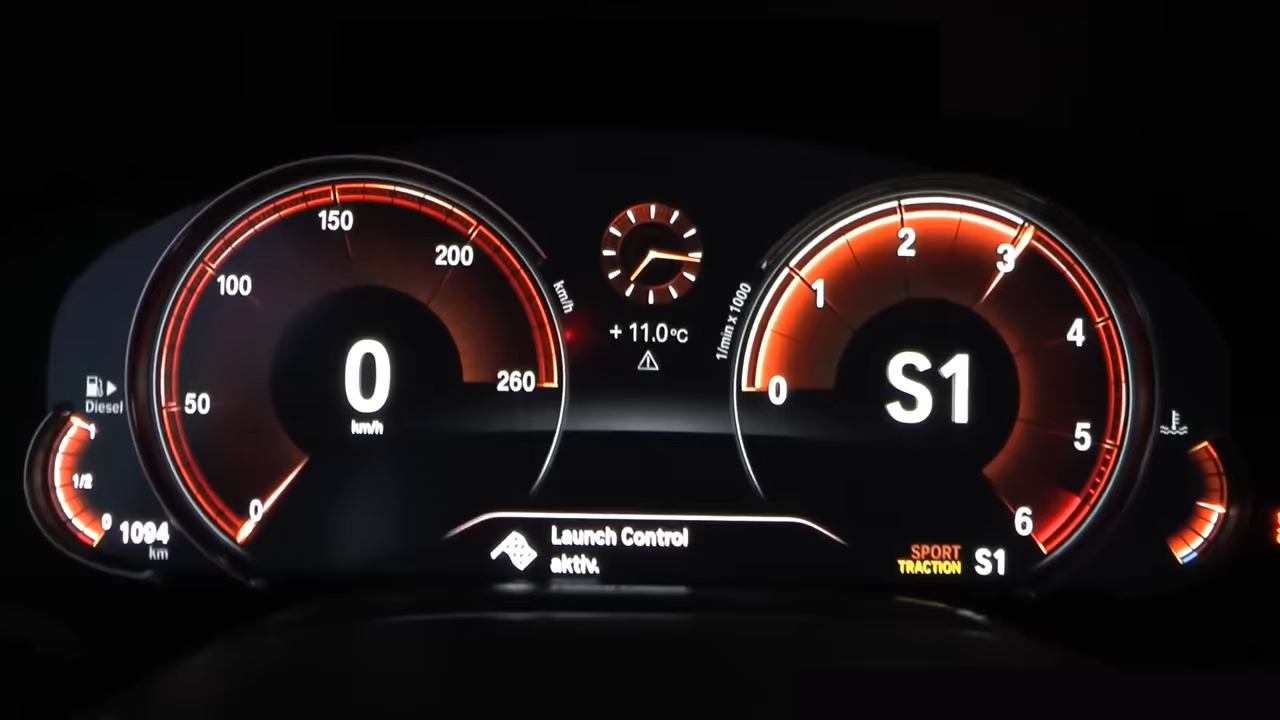 150
200
100
50
0
260
km/h
0
km/h
+ 11.0°C
1/min x 1000
0
1
2
3
4
5
6
S1
Diesel
1
1/2
0
1094
km
Launch Control
aktiv.
SPORT
TRACTION
S1